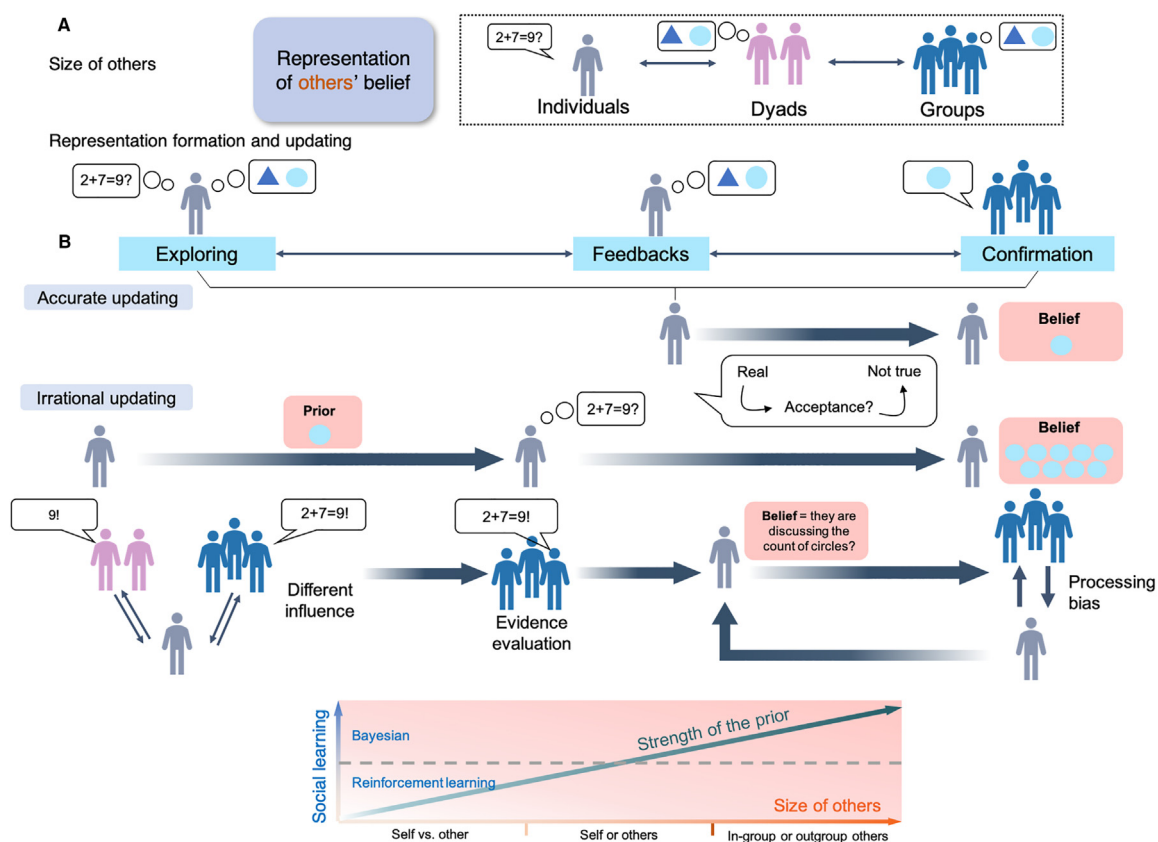 A
Size of others
Representation
of others' belief
2+7=9?
Individuals
Dyads
Groups
Representation formation and updating
2+7=9?
B
Exploring
Feedbacks
Confirmation
Accurate updating
Belief
Real
Not true
Acceptance?
Irrational updating
Prior
2+7=9?
Belief
9!
2+7=9!
Different
influence
2+7=9!
Evidence
evaluation
Belief = they are
discussing the
count of circles?
Processing
bias
Social learning
Bayesian
Reinforcement learning
Strength of the prior
Size of others
Self vs. other
Self or others
In-group or outgroup others